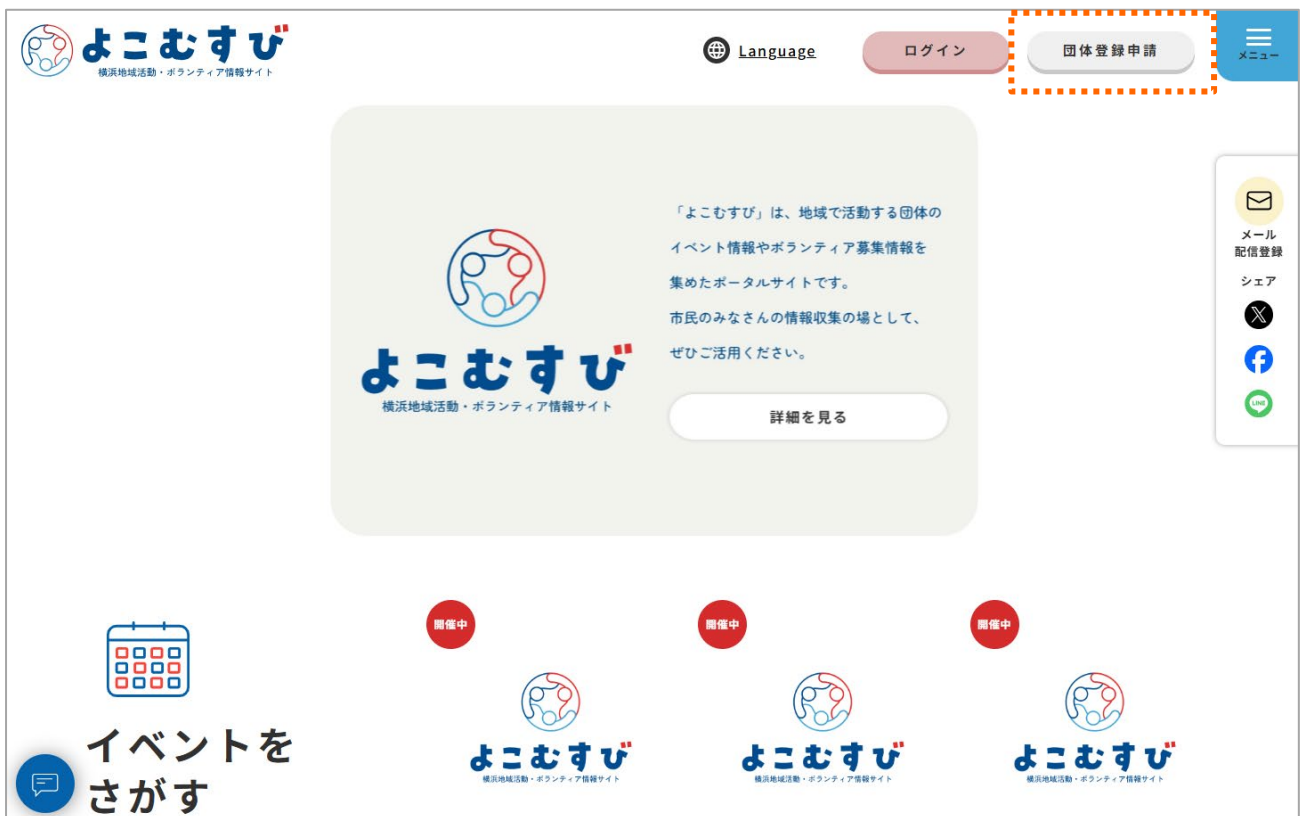 よこむすび
横浜地域活動・ボランティア情報サイト
Language
ログイン
団体登録申請
メニュー
「よこむすび」は、地域で活動する団体の
イベント情報やボランティア募集情報を
集めたポータルサイトです。
市民のみなさんの情報収集の場として、
ぜひご活用ください。
よこむすび
横浜地域活動・ボランティア情報サイト
詳細を見る
メール
配信登録
シェア
LINE
イベントを
さがす
開催中
よこむすび
横浜地域活動・ボランティア情報サイト
開催中
よこむすび
横浜地域活動・ボランティア情報サイト
開催中
よこむすび
横浜地域活動・ボランティア情報サイト